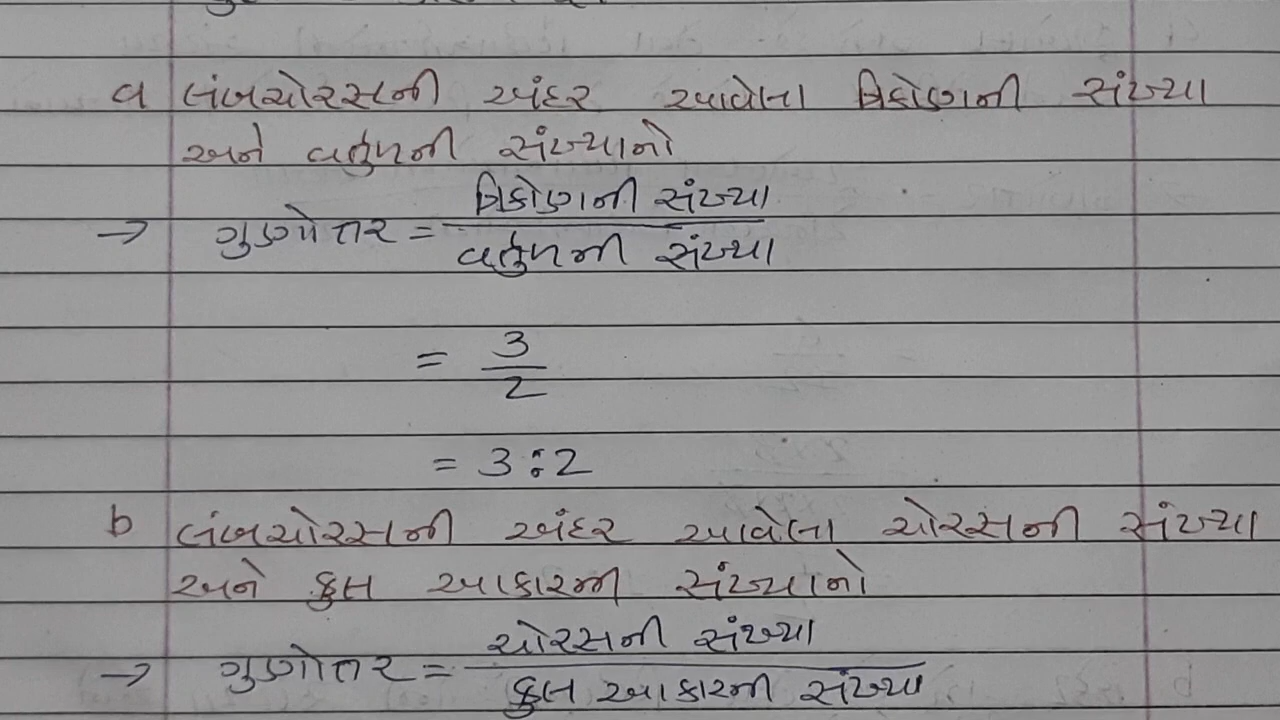 a લંબચોરસની અંદર આવેલા ત્રિકોણની સંખ્યા
અને વર્તુળની સંખ્યાનો
→ ગુણોત્તર = ત્રિકોણની સંખ્યા
વર્તુળની સંખ્યા
= 3
2
= 3:2
b લંબચોરસની અંદર આવેલા ચોરસની સંખ્યા
અને કુલ આકારની સંખ્યાનો
→ ગુણોત્તર = ચોરસની સંખ્યા
કુલ આકારની સંખ્યા